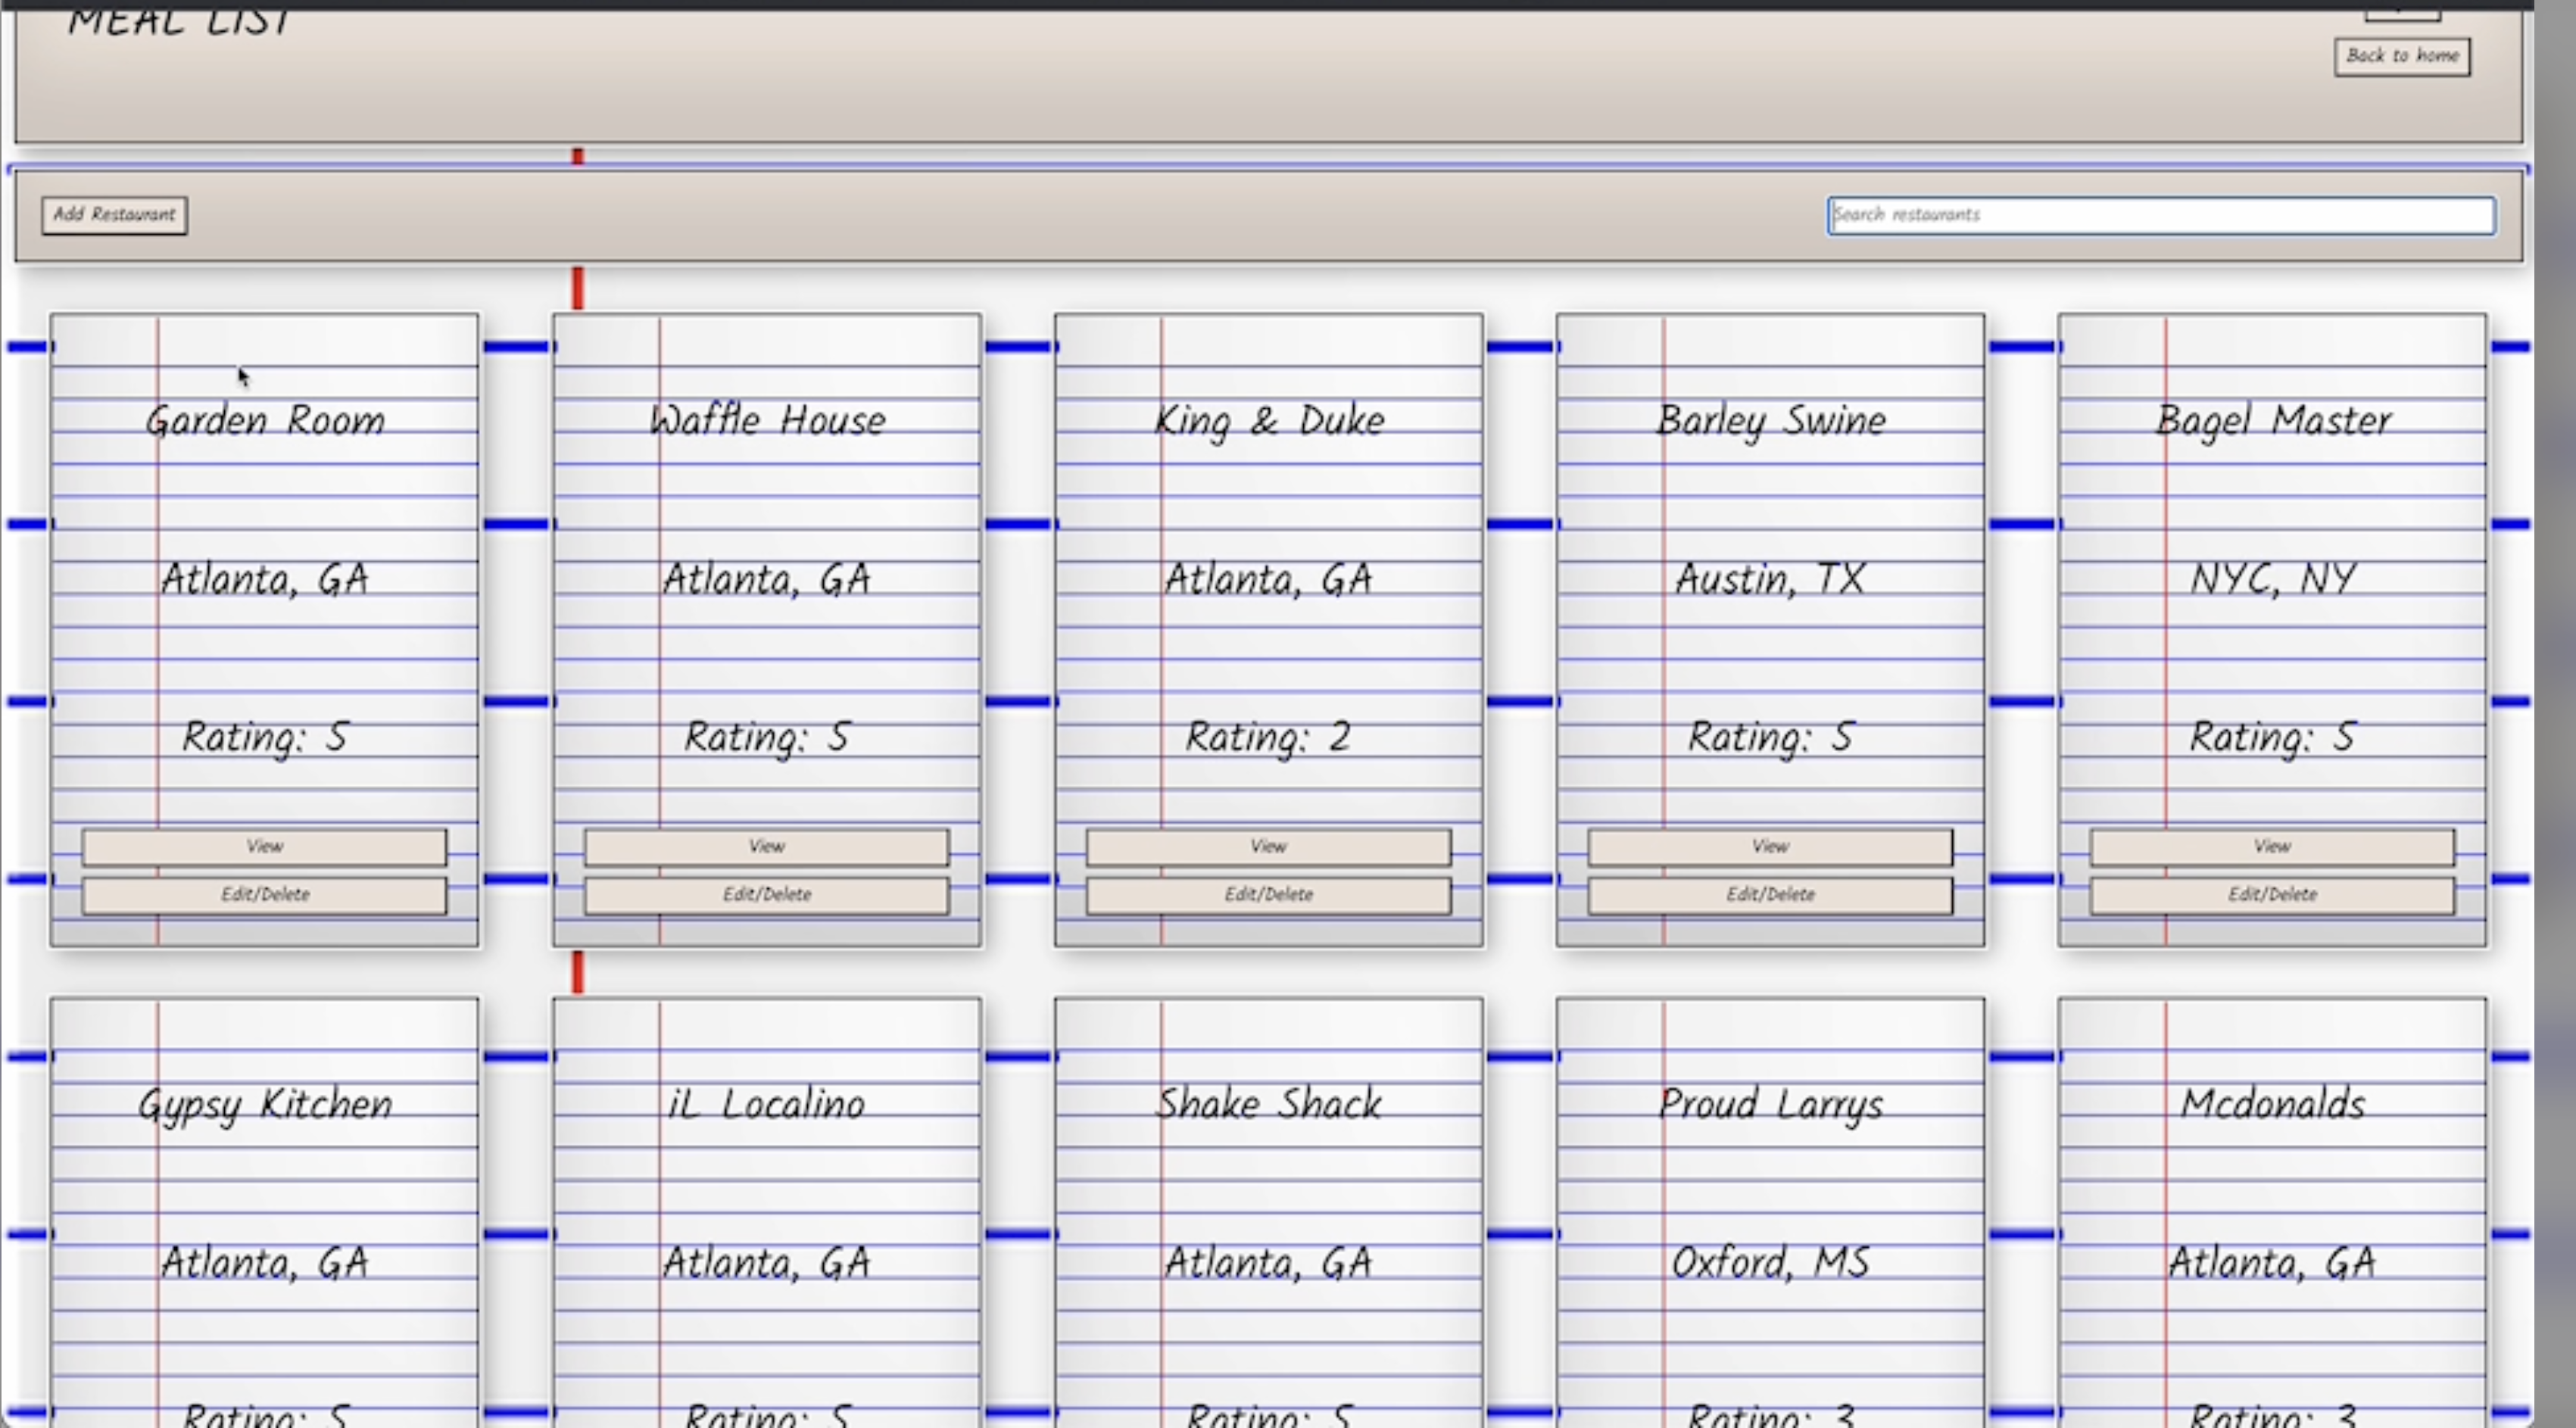 MEAL LIST
Back to home
Add Restaurant
Search restaurants
Garden Room
Atlanta, GA
Rating: 5
View
Edit/Delete
Waffle House
Atlanta, GA
Rating: 5
View
Edit/Delete
King & Duke
Atlanta, GA
Rating: 2
View
Edit/Delete
Barley Swine
Austin, TX
Rating: 5
View
Edit/Delete
Bagel Master
NYC, NY
Rating: 5
View
Edit/Delete
Gypsy Kitchen
Atlanta, GA
Rating: 5
iL Localino
Atlanta, GA
Rating: 5
Shake Shack
Atlanta, GA
Rating: 5
Proud Larrys
Oxford, MS
Rating: 3
Mcdonalds
Atlanta, GA
Rating: 3